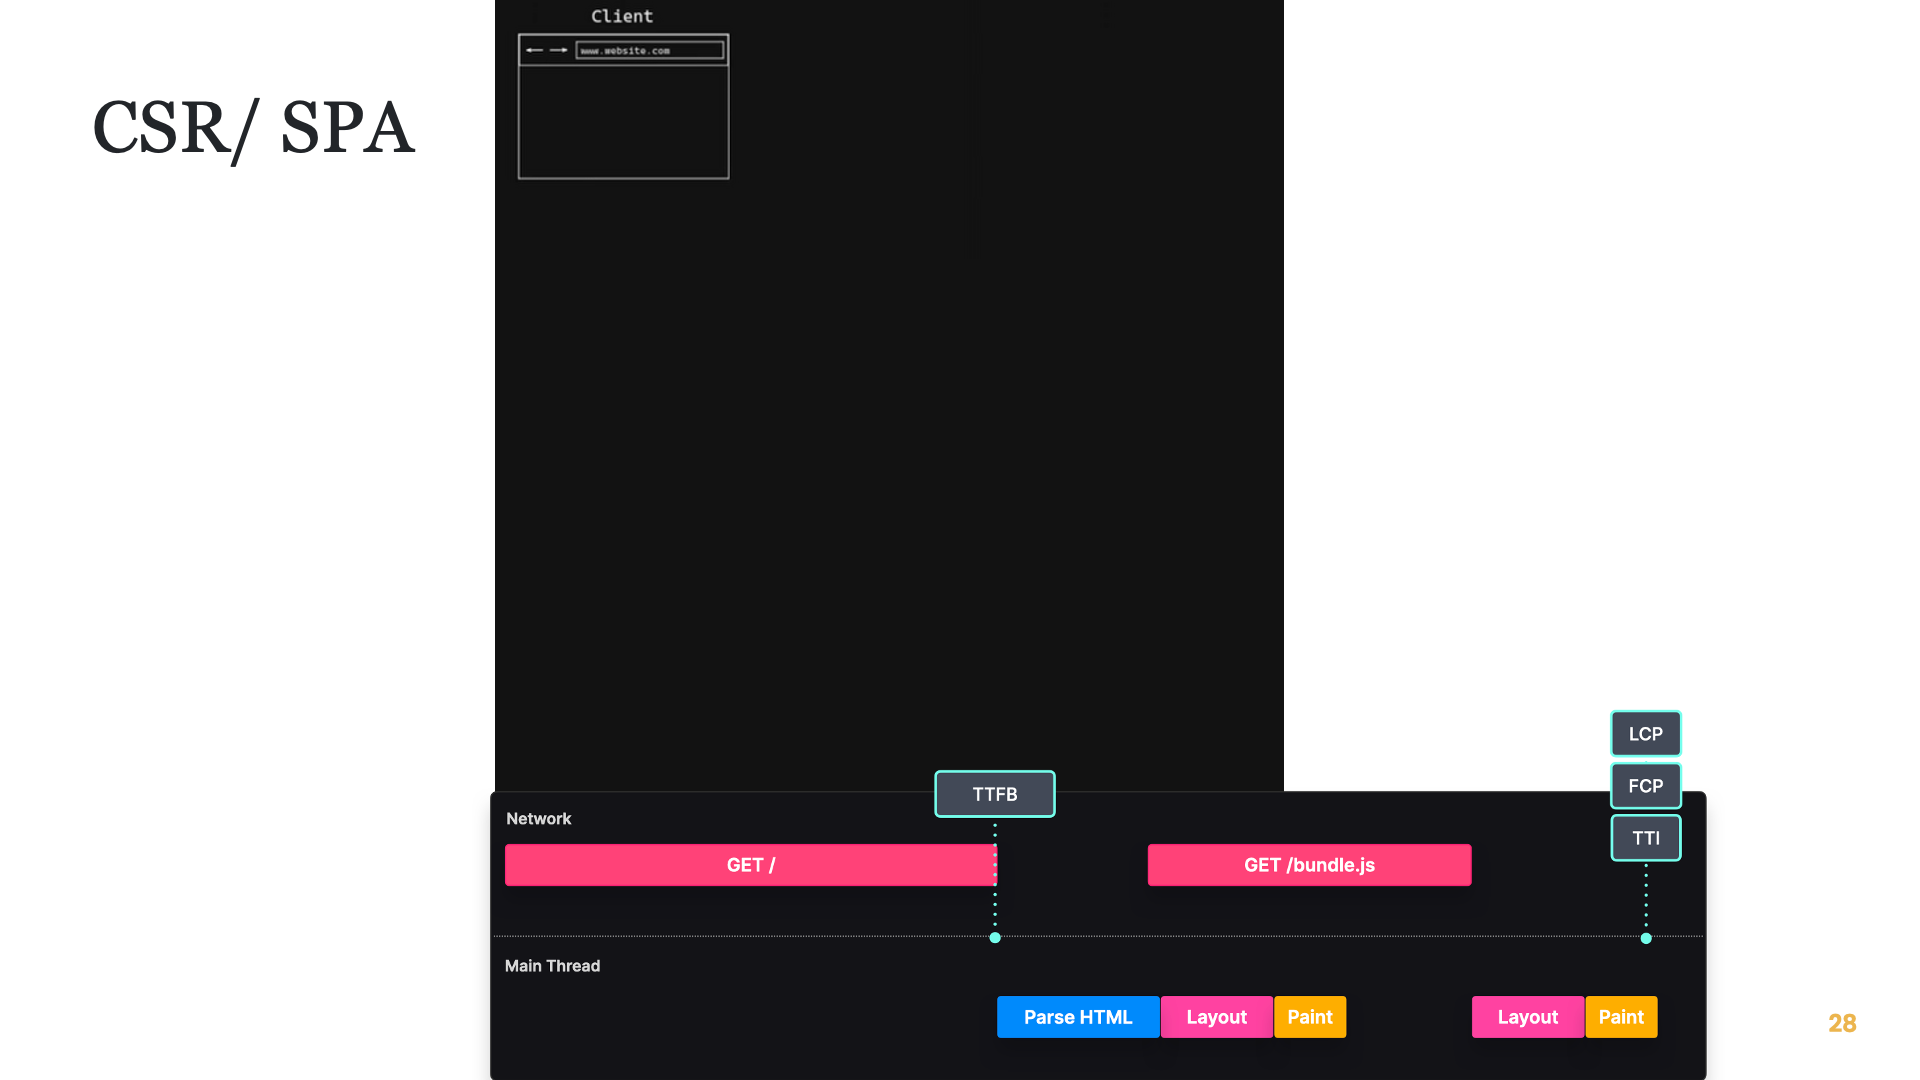 CSR/ SPA
Client
www.website.com
LCP
FCP
TTI
TTFB
Network
GET /
GET /bundle.js
Main Thread
Parse HTML
Layout
Paint
Layout
Paint
28